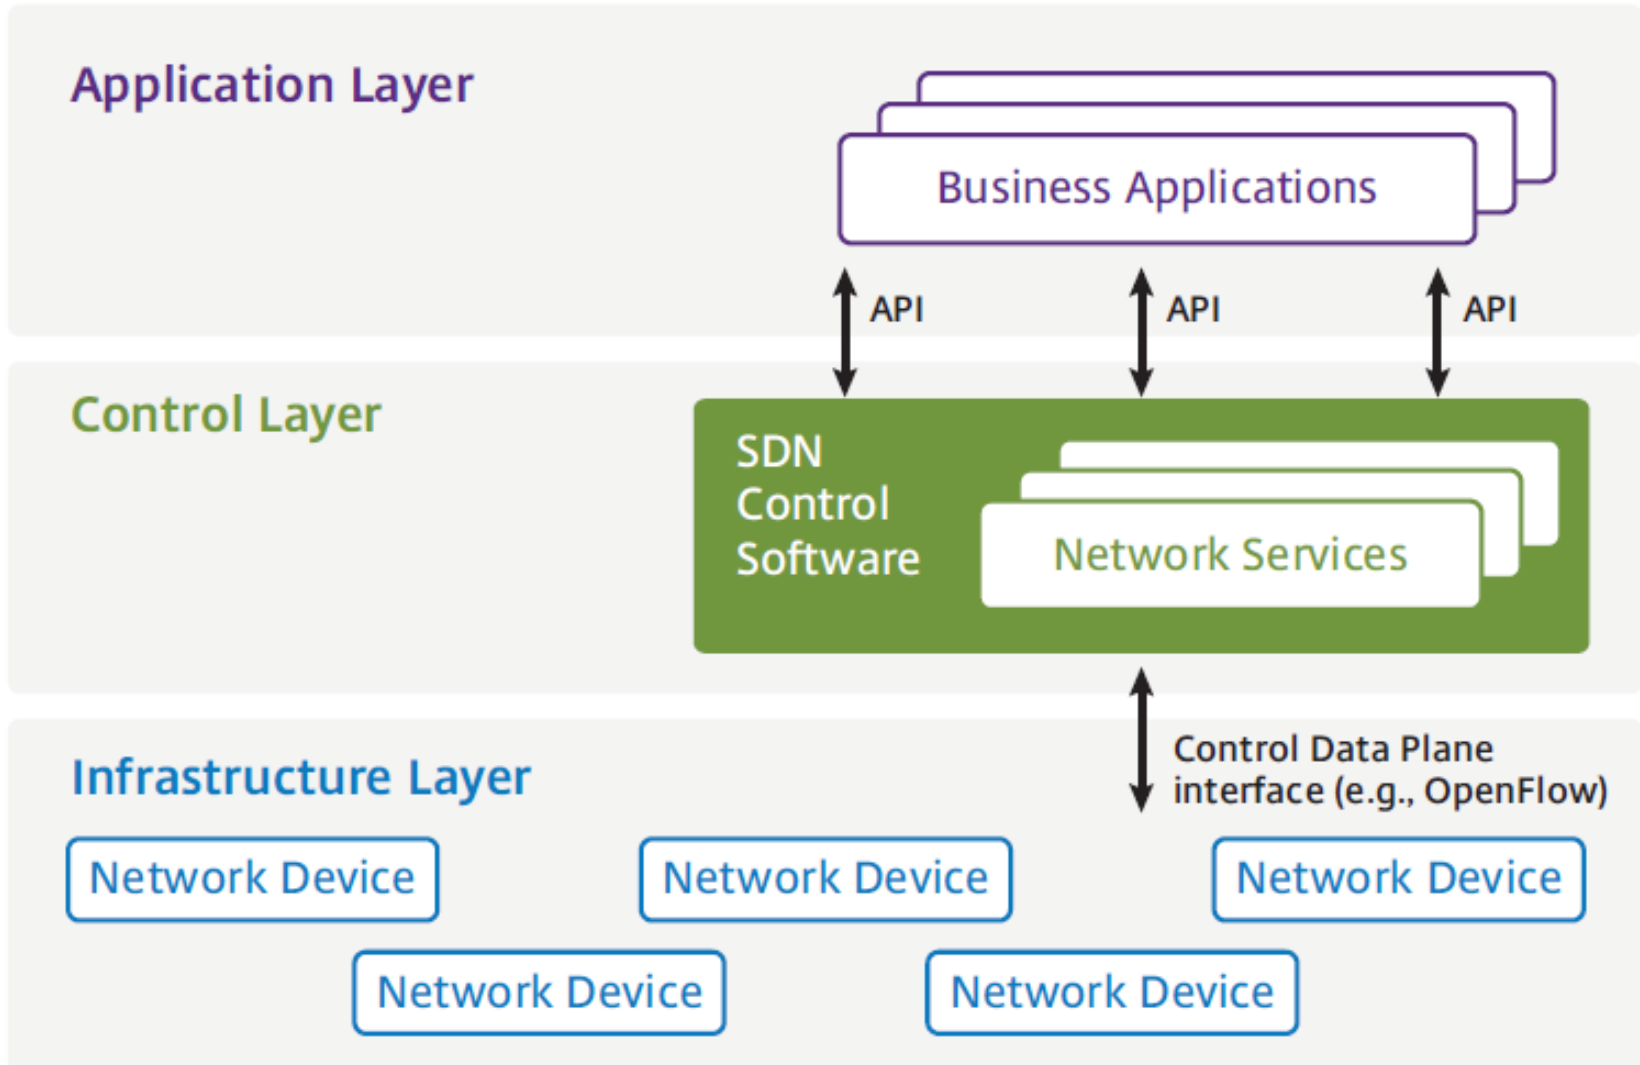 Application Layer
Business Applications
API
API
API
Control Layer
SDN
Control
Software
Network Services
Control Data Plane
interface (e.g., OpenFlow)
Infrastructure Layer
Network Device
Network Device
Network Device
Network Device
Network Device